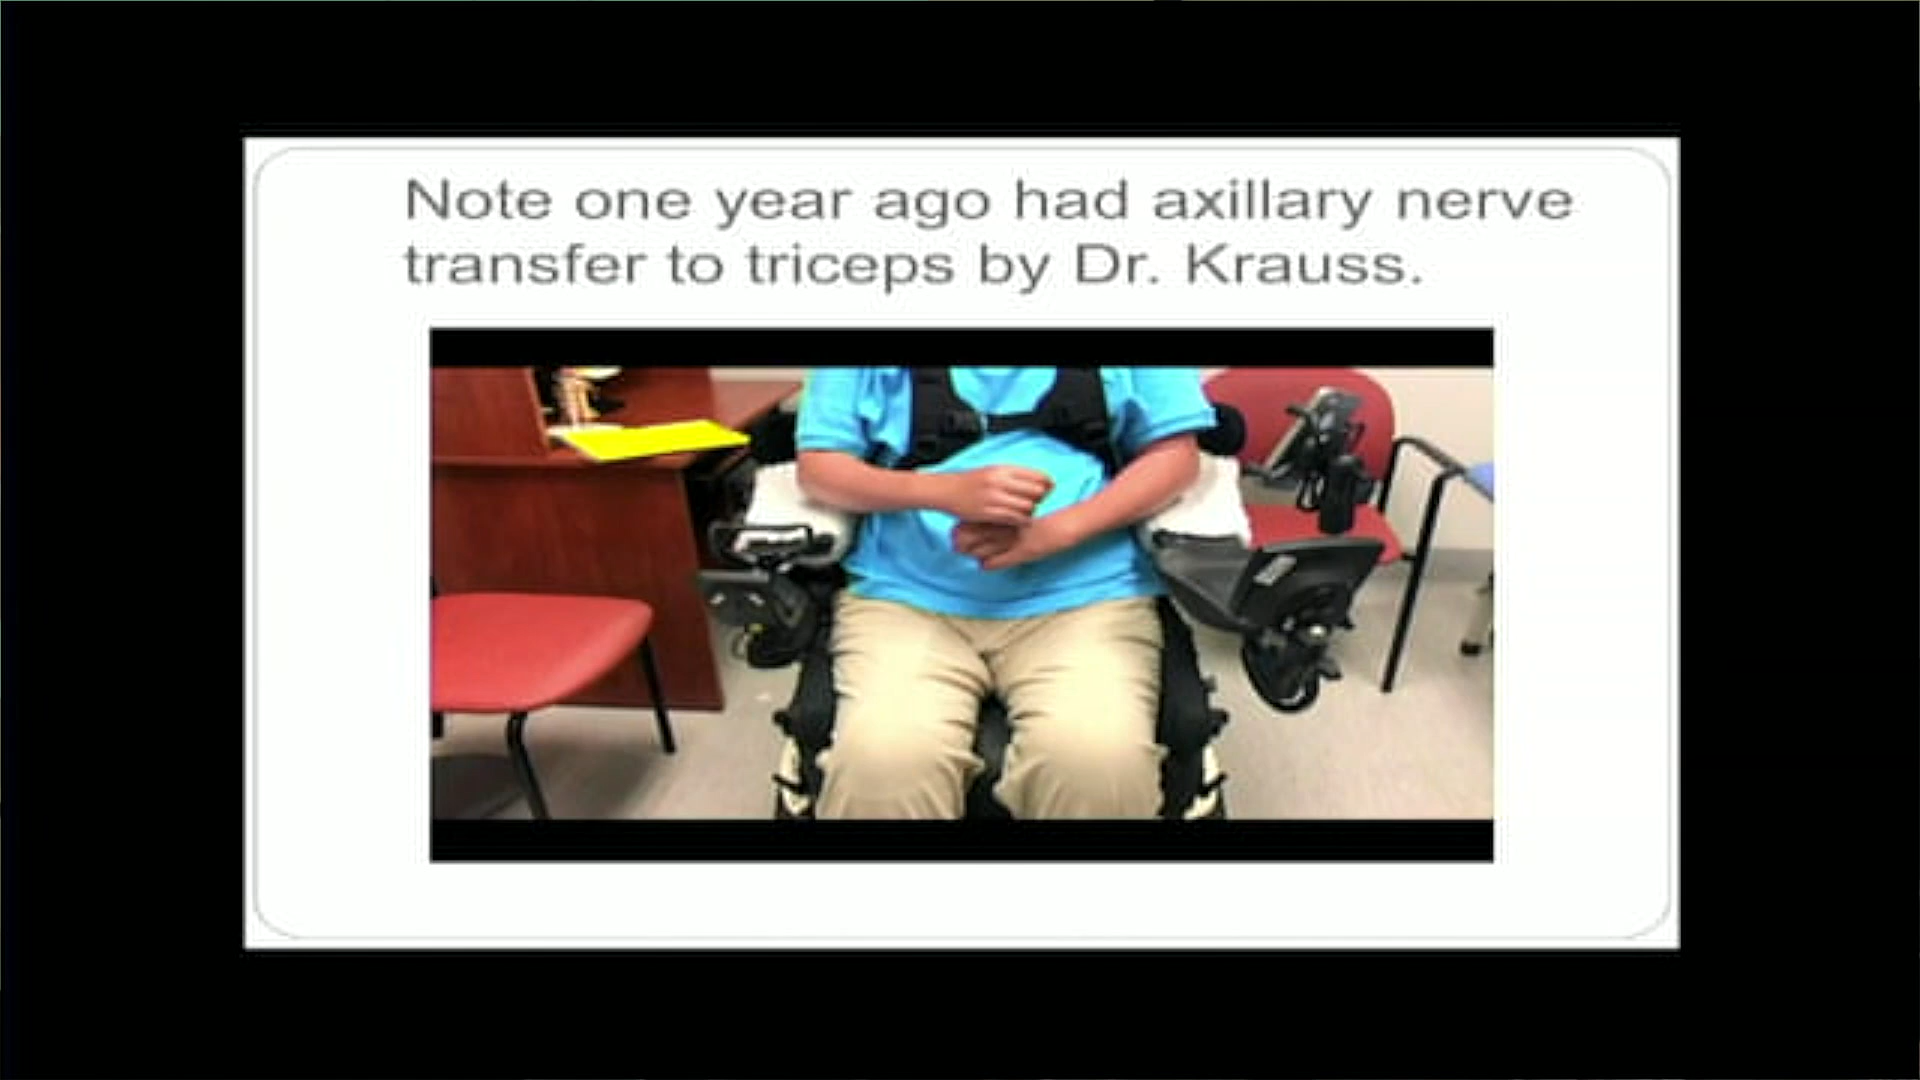 Note one year ago had axillary nerve
transfer to triceps by Dr. Krauss.